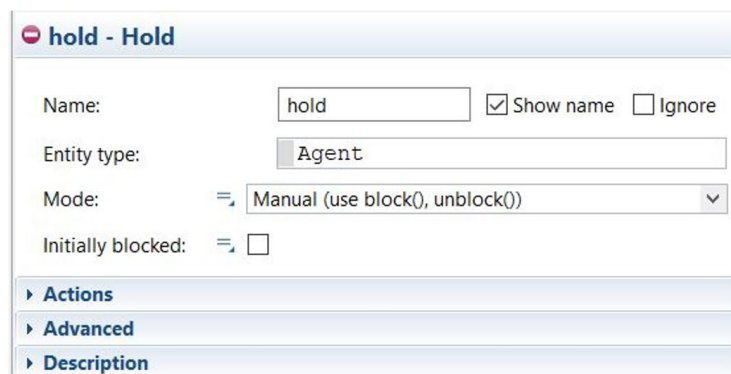 hold - Hold
Name: hold Show name Ignore
Entity type: Agent
Mode: Manual (use block(), unblock())
Initially blocked:
Actions
Advanced
Description